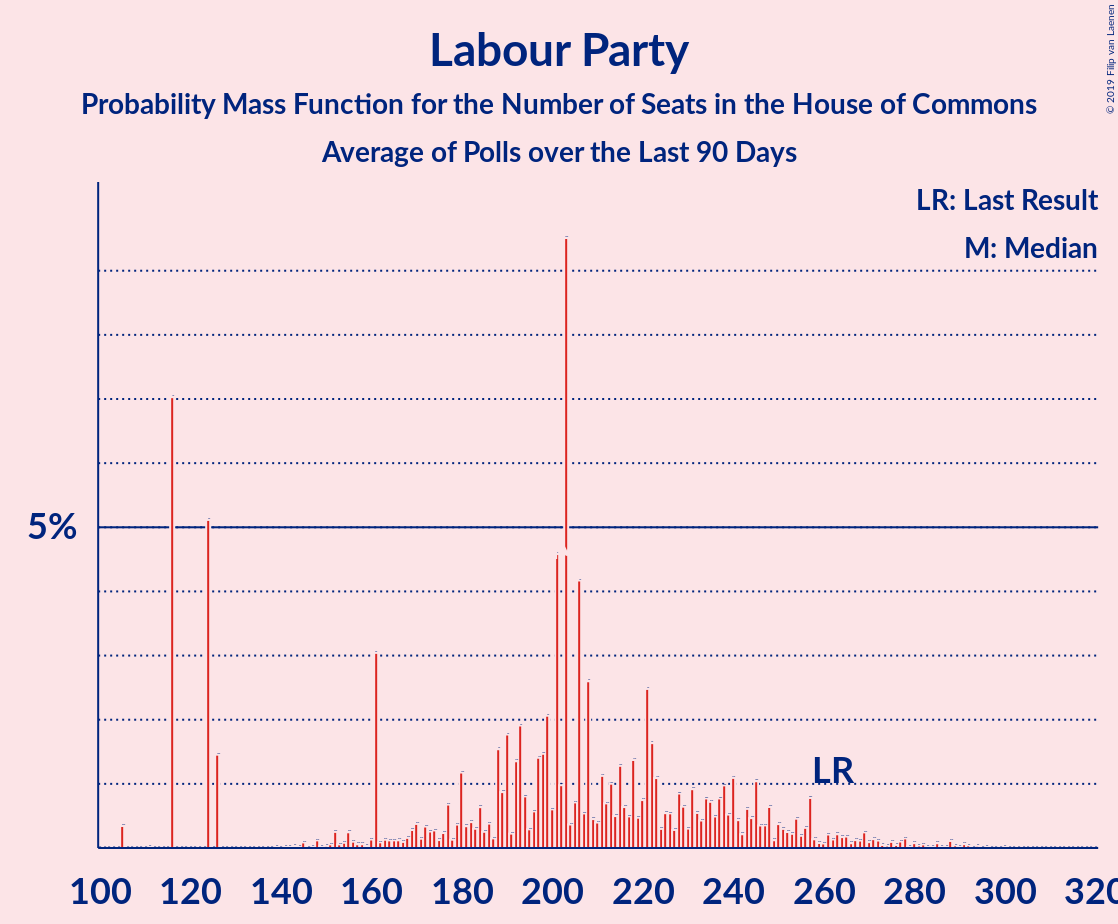 Labour Party
Probability Mass Function for the Number of Seats in the House of Commons
Average of Polls over the Last 90 Days
© 2019 Filip van Laenen
LR: Last Result
M: Median
5%
LR
100 120 140 160 180 200 220 240 260 280 300 320